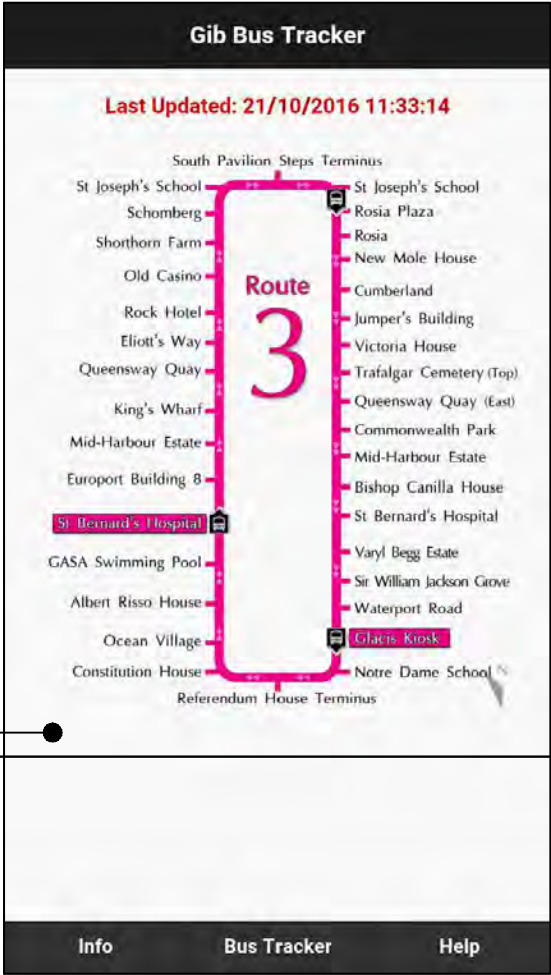 Gib Bus Tracker
Last Updated: 21/10/2016 11:33:14
South Pavilion Steps Terminus
St Joseph's School
Schomberg
Shorthorn Farm
Old Casino
Rock Hotel
Eliott's Way
Queensway Quay
King's Wharf
Mid-Harbour Estate
Europort Building 8
St Bernard's Hospital
GASA Swimming Pool
Albert Risso House
Ocean Village
Constitution House
Route
3
St Joseph's School
Rosia Plaza
Rosia
New Mole House
Cumberland
Jumper's Building
Victoria House
Trafalgar Cemetery (Top)
Queensway Quay (East)
Commonwealth Park
Mid-Harbour Estate
Bishop Canilla House
St Bernard's Hospital
Varyl Begg Estate
Sir William Jackson Grove
Waterport Road
Glacis Kiosk
Notre Dame School
N
Referendum House Terminus
Info Bus Tracker Help